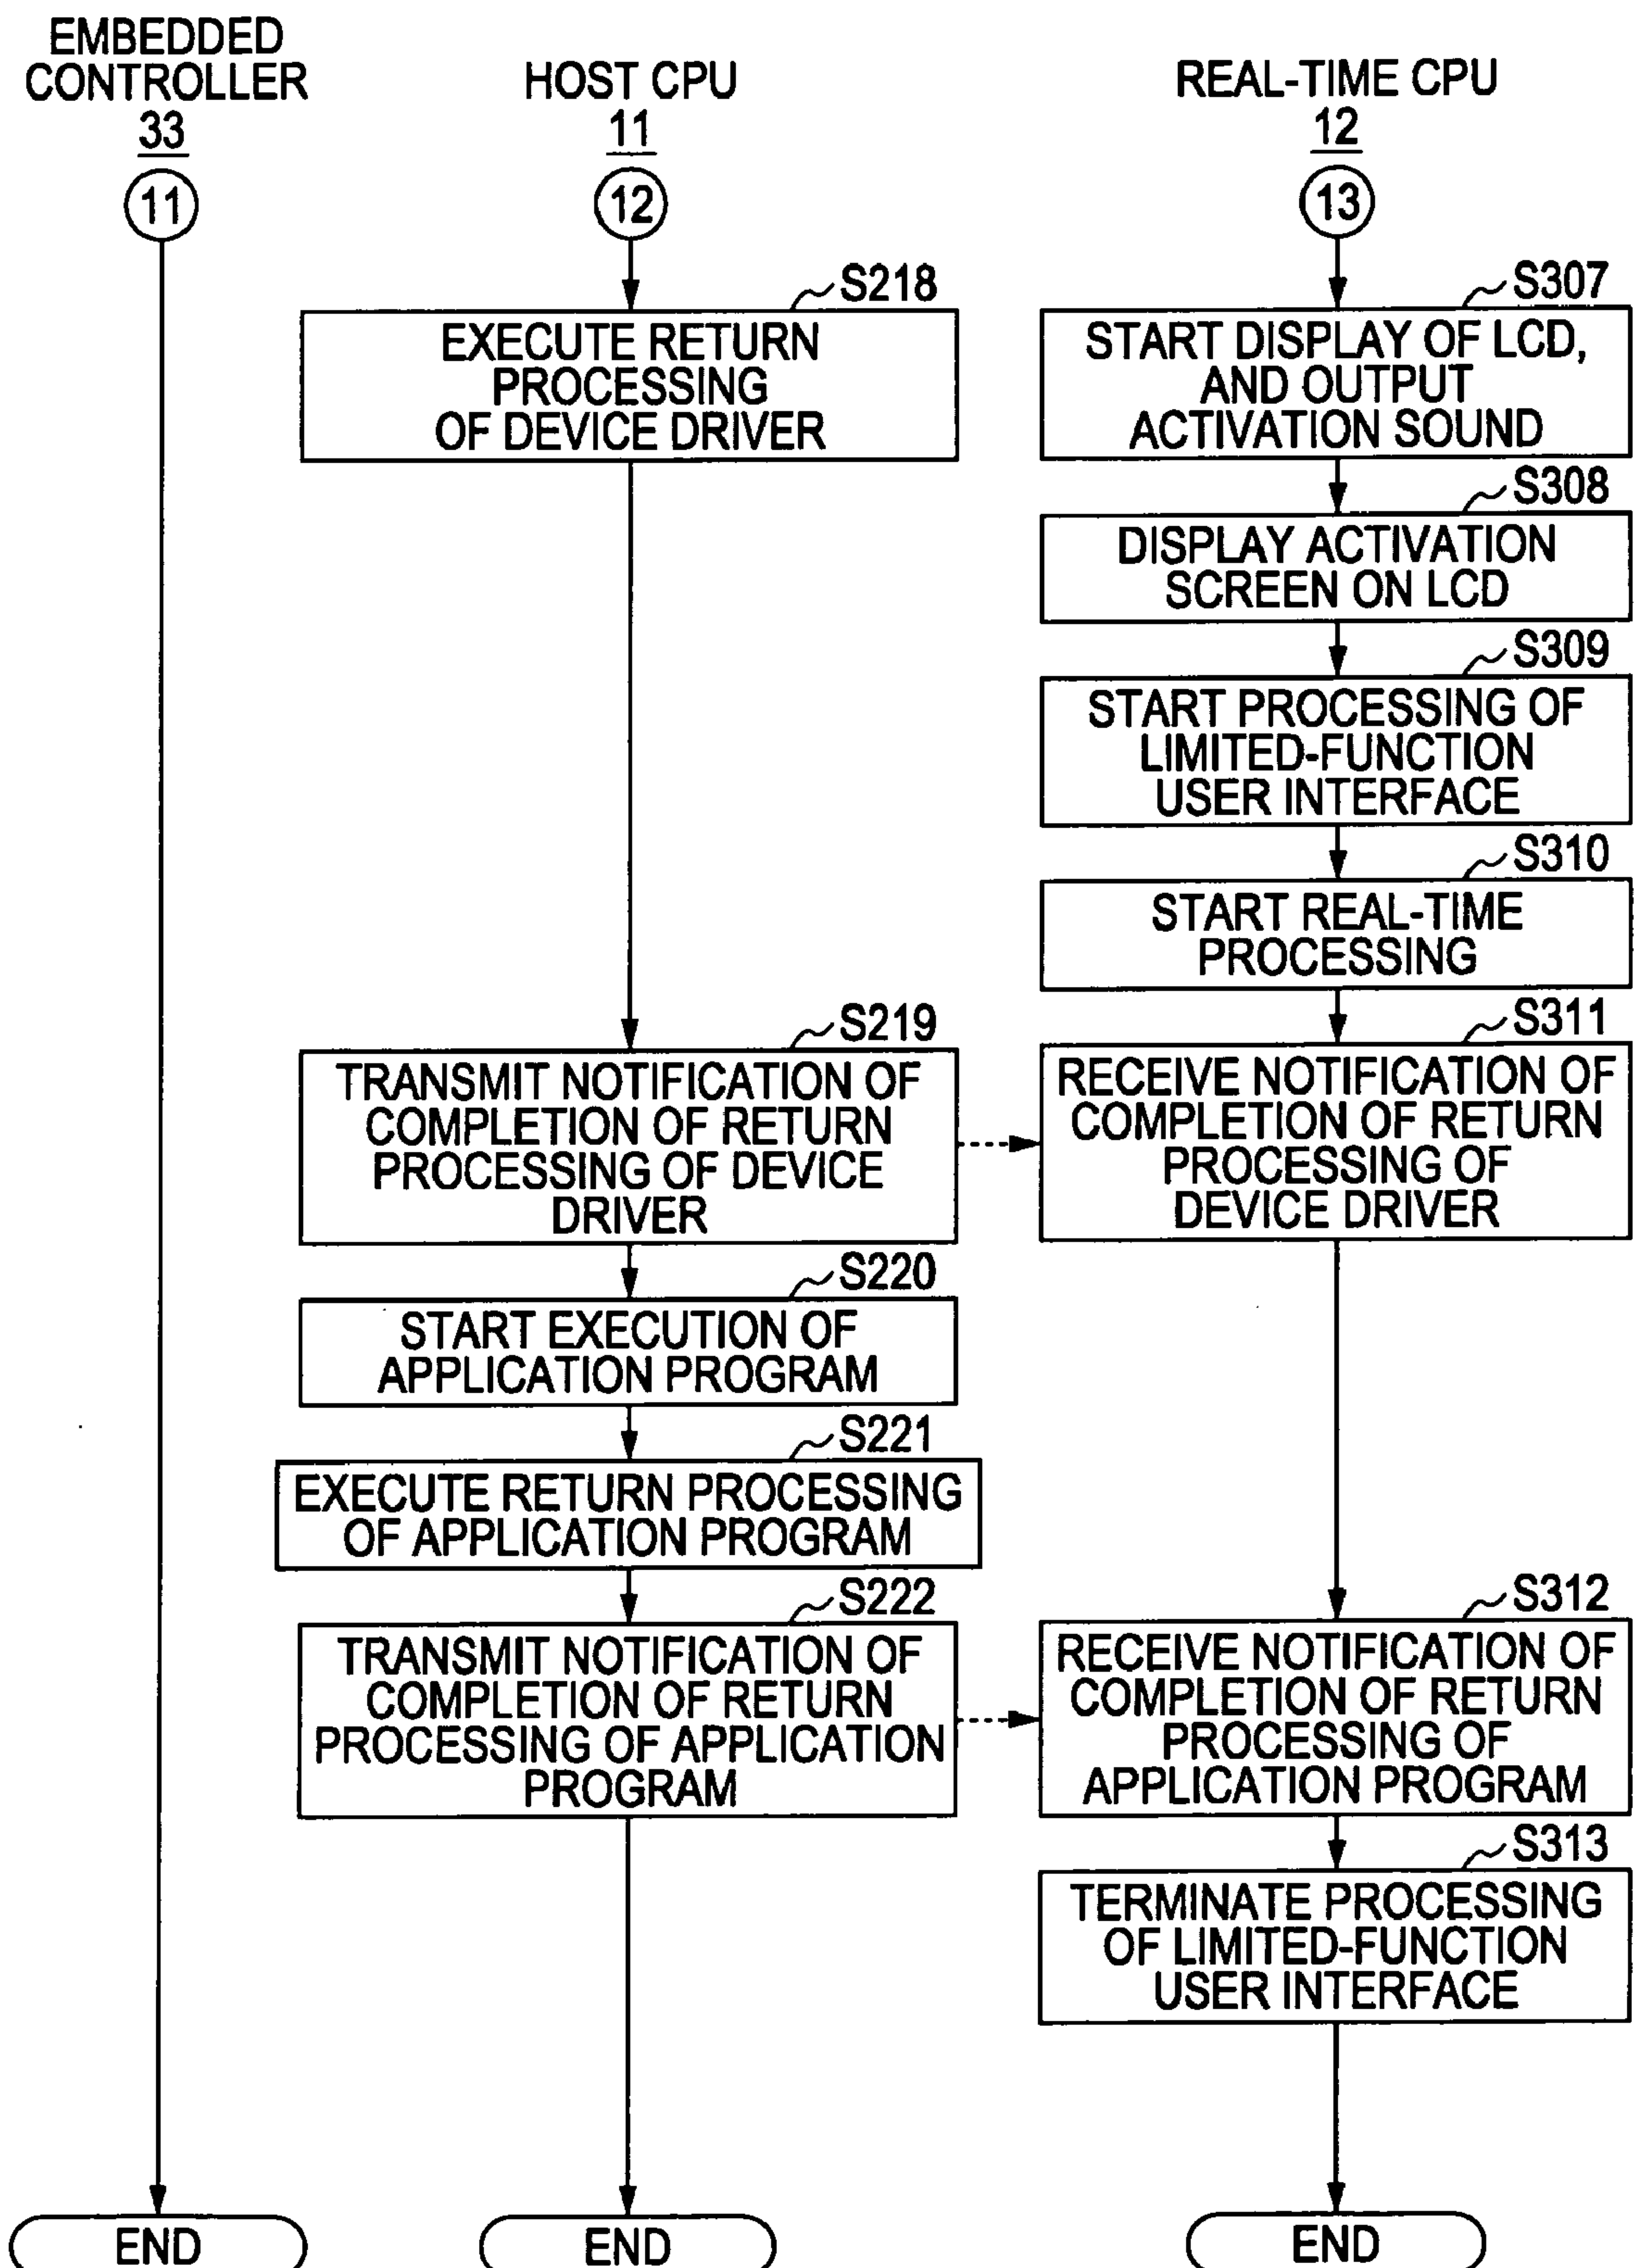 EMBEDDED
CONTROLLER
33
11
HOST CPU
11
12
REAL-TIME CPU
12
13
S218
EXECUTE RETURN
PROCESSING
OF DEVICE DRIVER
S307
START DISPLAY OF LCD,
AND OUTPUT
ACTIVATION SOUND
S308
DISPLAY ACTIVATION
SCREEN ON LCD
S309
START PROCESSING OF
LIMITED-FUNCTION
USER INTERFACE
S310
START REAL-TIME
PROCESSING
S219
TRANSMIT NOTIFICATION OF
COMPLETION OF RETURN
PROCESSING OF DEVICE
DRIVER
S311
RECEIVE NOTIFICATION OF
COMPLETION OF RETURN
PROCESSING OF
DEVICE DRIVER
S220
START EXECUTION OF
APPLICATION PROGRAM
S221
EXECUTE RETURN PROCESSING
OF APPLICATION PROGRAM
S222
TRANSMIT NOTIFICATION OF
COMPLETION OF RETURN
PROCESSING OF APPLICATION
PROGRAM
S312
RECEIVE NOTIFICATION OF
COMPLETION OF RETURN
PROCESSING OF
APPLICATION PROGRAM
S313
TERMINATE PROCESSING
OF LIMITED-FUNCTION
USER INTERFACE
END
END
END